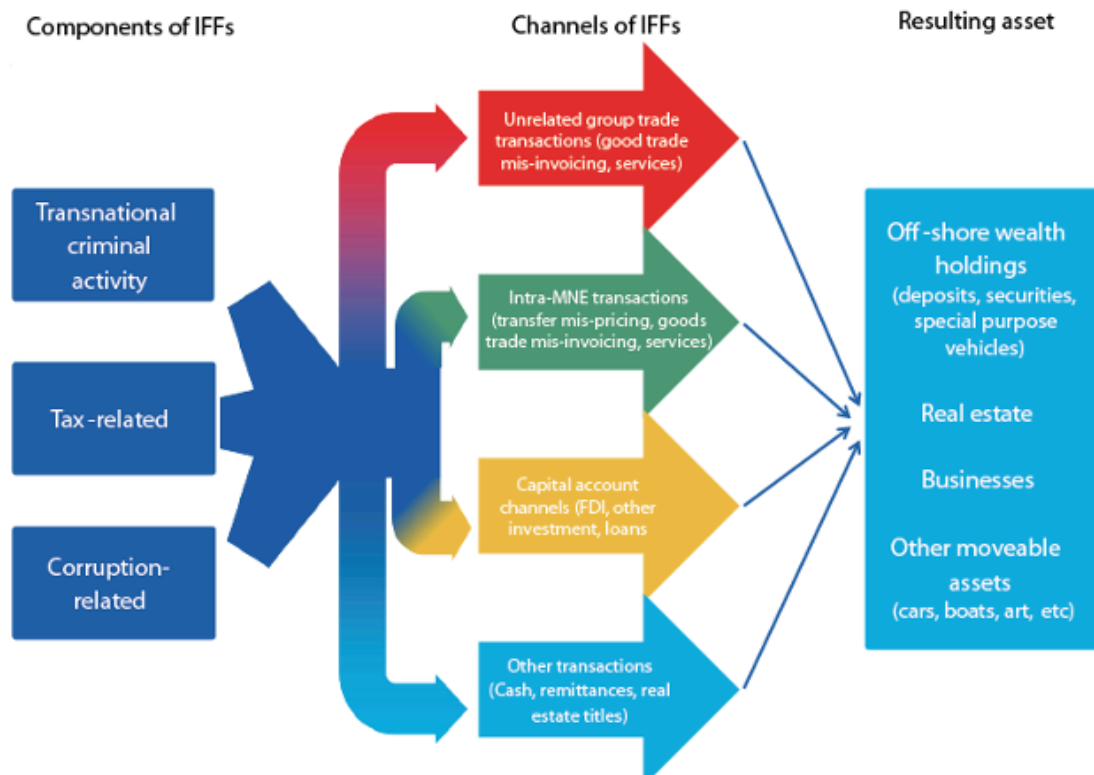 Components of IFFs
Channels of IFFs
Resulting asset
Transnational
criminal
activity
Tax-related
Corruption-
related
Unrelated group trade
transactions (good trade
mis-invoicing, services)
Intra-MNE transactions
(transfer mis-pricing, goods
trade mis-invoicing, services)
Capital account
channels (FDI, other
investment, loans
Other transactions
(Cash, remittances, real
estate titles)
Off-shore wealth
holdings
(deposits, securities,
special purpose
vehicles)
Real estate
Businesses
Other moveable
assets
(cars, boats, art, etc)